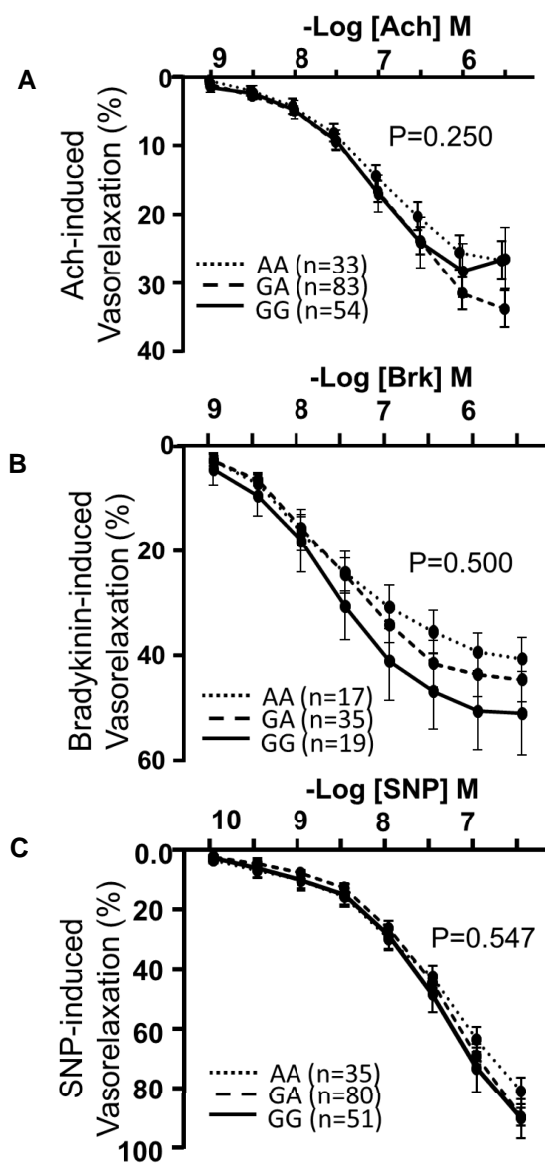 -Log [Ach] M
9 8 7 6
A
0
10
20
30
40
Ach-induced
Vasorelaxation (%)
P=0.250
AA (n=33)
GA (n=83)
GG (n=54)
-Log [Brk] M
9 8 7 6
B
0
20
40
60
Bradykinin-induced
Vasorelaxation (%)
P=0.500
AA (n=17)
GA (n=35)
GG (n=19)
-Log [SNP] M
10 9 8 7
C
0.0
20
40
60
80
100
SNP-induced
Vasorelaxation (%)
P=0.547
AA (n=35)
GA (n=80)
GG (n=51)